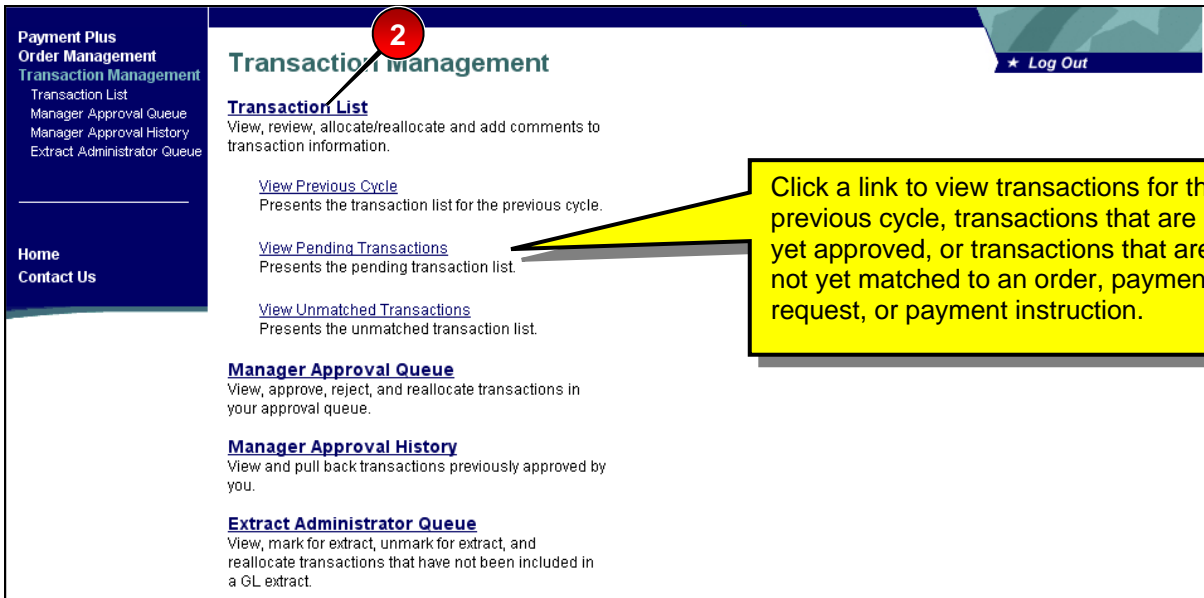 Payment Plus
Order Management
Transaction Management
Transaction List
Manager Approval Queue
Manager Approval History
Extract Administrator Queue
Home
Contact Us
2
Transaction Management
★ Log Out
Transaction List
View, review, allocate/reallocate and add comments to
transaction information.
View Previous Cycle
Presents the transaction list for the previous cycle.
View Pending Transactions
Presents the pending transaction list.
View Unmatched Transactions
Presents the unmatched transaction list.
Click a link to view transactions for th
previous cycle, transactions that are
yet approved, or transactions that are
not yet matched to an order, paymen
request, or payment instruction.
Manager Approval Queue
View, approve, reject, and reallocate transactions in
your approval queue.
Manager Approval History
View and pull back transactions previously approved by
you.
Extract Administrator Queue
View, mark for extract, unmark for extract, and
reallocate transactions that have not been included in
a GL extract.